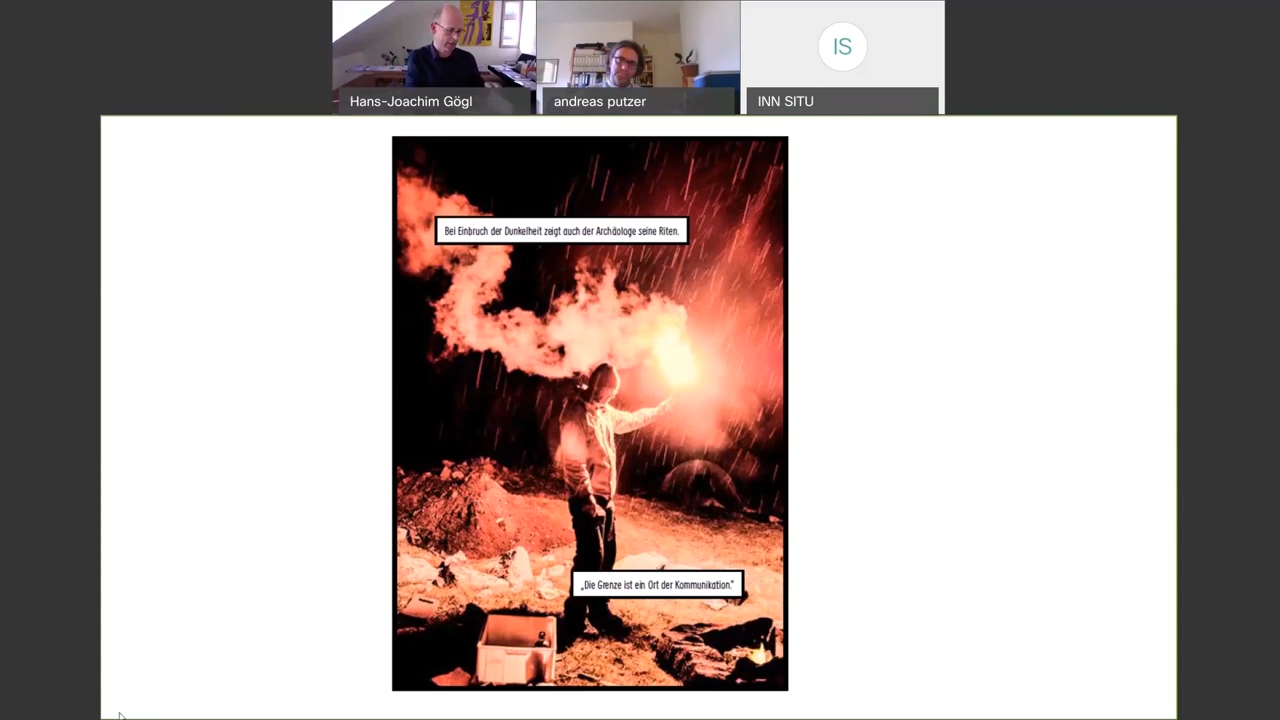 IS
Hans-Joachim Gögl
andreas putzer
INN SITU
Bei Einbruch der Dunkelheit zeigt auch der Archäologe seine Riten.
„Die Grenze ist ein Ort der Kommunikation.“